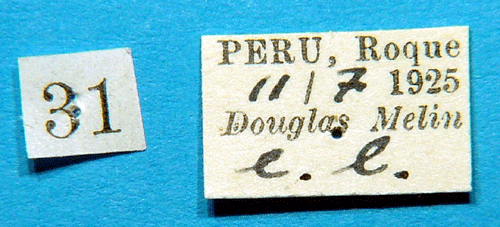 31
PERU, Roque
11/7 1925
Douglas Melin
e. l.